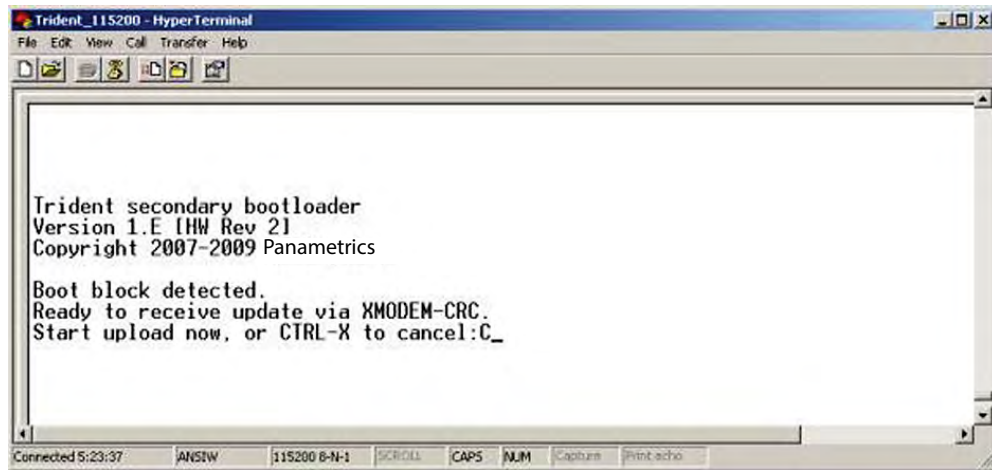 Trident_115200 - HyperTerminal
File Edit View Call Transfer Help
Trident secondary bootloader
Version 1.E [HW Rev 2]
Copyright 2007-2009 Panametrics
Boot block detected.
Ready to receive update via XMODEM-CRC.
Start upload now, or CTRL-X to cancel:C_
Connected 5:23:37 ANSIW 115200 8-N-1 SCROLL CAPS NUM Capture Print echo